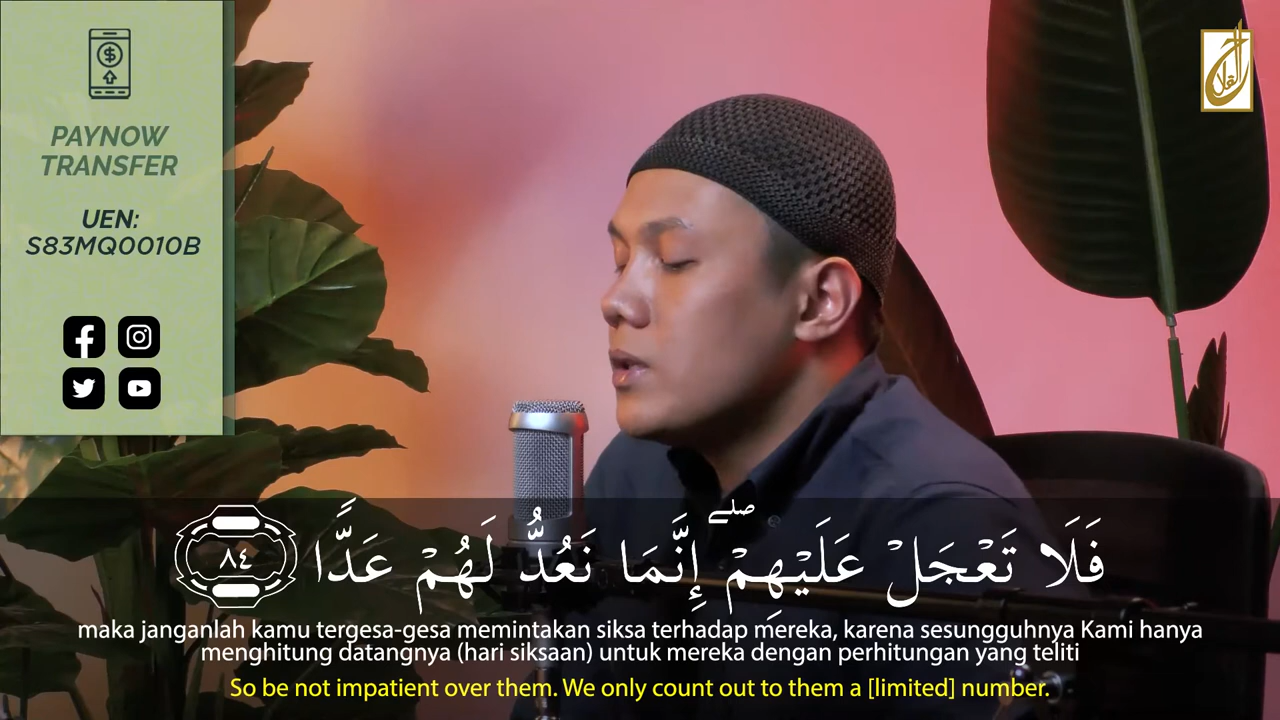 PAYNOW
TRANSFER
UEN:
S83MQ0010B
فَلَا تَعْجَلْ عَلَيْهِمْ ۖ إِنَّمَا نَعُدُّ لَهُمْ عَدًّا ٨٤
maka janganlah kamu tergesa-gesa memintakan siksa terhadap mereka, karena sesungguhnya Kami hanya
menghitung datangnya (hari siksaan) untuk mereka dengan perhitungan yang teliti
So be not impatient over them. We only count out to them a [limited] number.